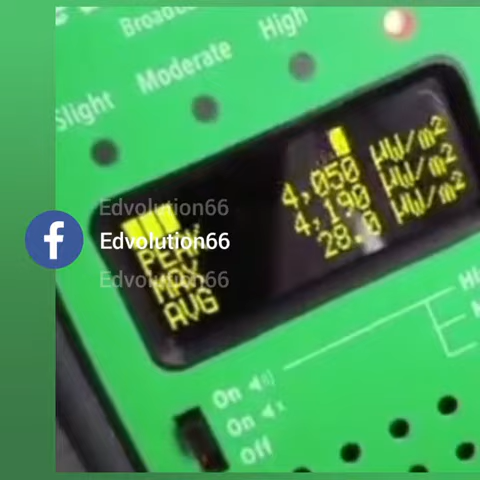 Broadc
High
Moderate
Slight
PEAK 4,050 µW/m²
MAX 4,190 µW/m²
AVG 28.0 µW/m²
Edvolution66
Edvolution66
Edvolution66
On
On
Off